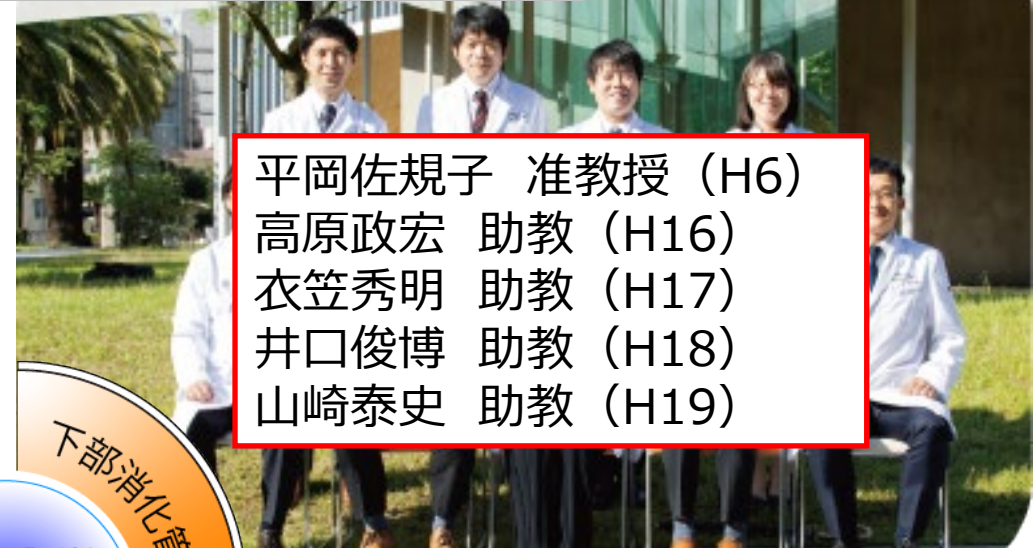 平岡佐規子 准教授（H6）
高原政宏 助教（H16）
衣笠秀明 助教（H17）
井口俊博 助教（H18）
山崎泰史 助教（H19）
下部消化管